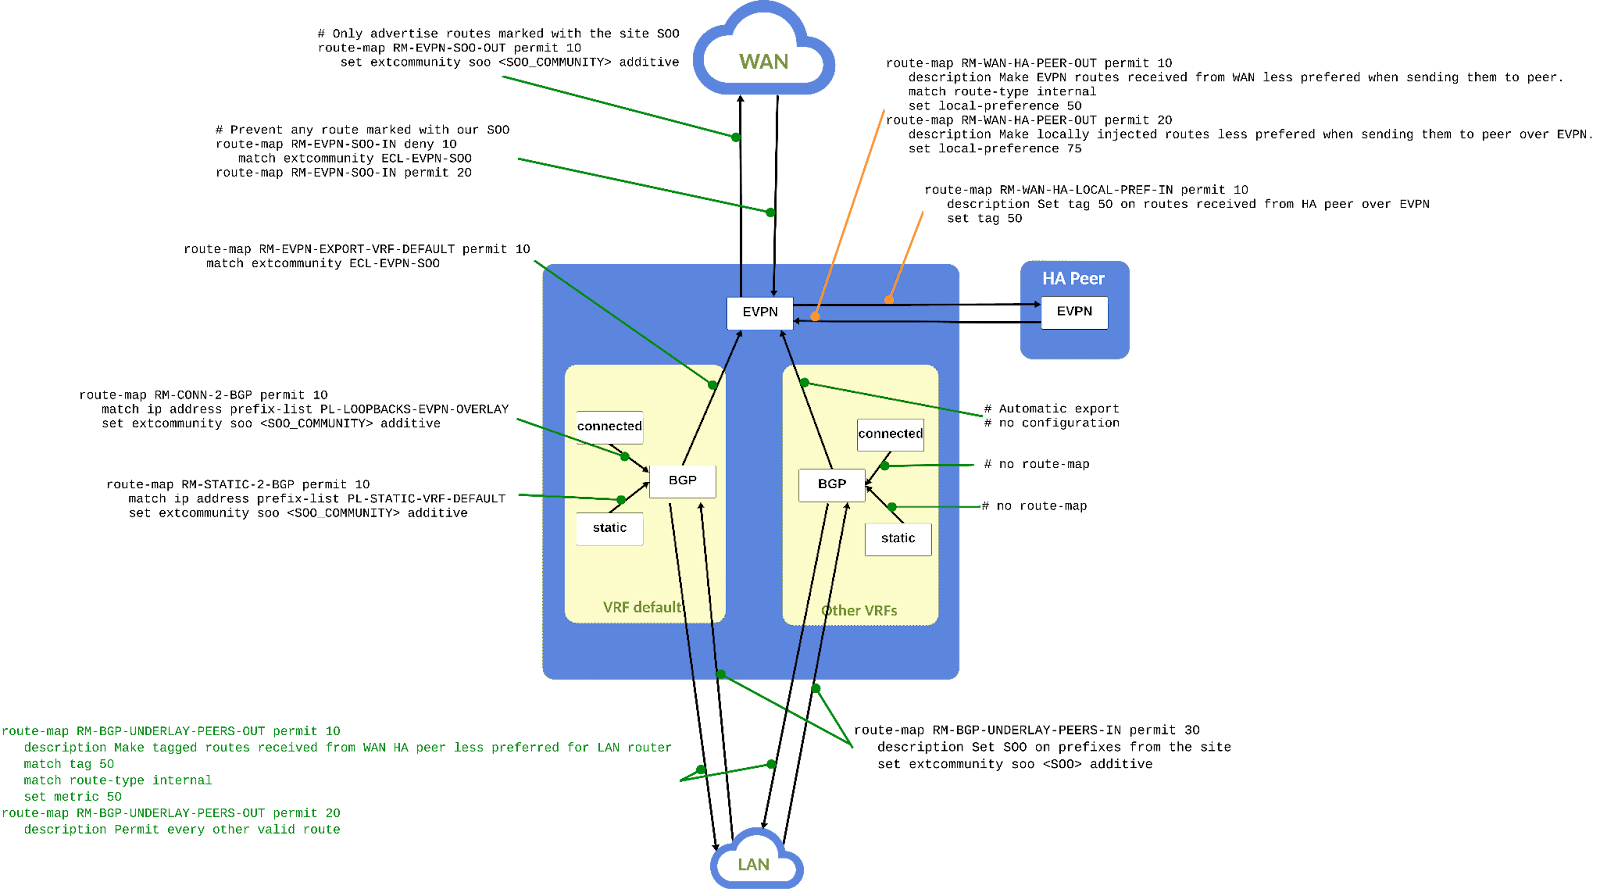 WAN
# Only advertise routes marked with the site SOO
route-map RM-EVPN-SOO-OUT permit 10
set extcommunity soo <SOO_COMMUNITY> additive
# Prevent any route marked with our SOO
route-map RM-EVPN-SOO-IN deny 10
match extcommunity ECL-EVPN-SOO
route-map RM-EVPN-SOO-IN permit 20
route-map RM-WAN-HA-PEER-OUT permit 10
description Make EVPN routes received from WAN less prefered when sending them to peer.
match route-type internal
set local-preference 50
route-map RM-WAN-HA-PEER-OUT permit 20
description Make locally injected routes less prefered when sending them to peer over EVPN.
set local-preference 75
route-map RM-WAN-HA-LOCAL-PREF-IN permit 10
description Set tag 50 on routes received from HA peer over EVPN
set tag 50
route-map RM-EVPN-EXPORT-VRF-DEFAULT permit 10
match extcommunity ECL-EVPN-SOO
HA Peer
EVPN
EVPN
route-map RM-CONN-2-BGP permit 10
match ip address prefix-list PL-LOOPBACKS-EVPN-OVERLAY
set extcommunity soo <SOO_COMMUNITY> additive
route-map RM-STATIC-2-BGP permit 10
match ip address prefix-list PL-STATIC-VRF-DEFAULT
set extcommunity soo <SOO_COMMUNITY> additive
connected
BGP
static
VRF default
connected
BGP
static
Other VRFs
# Automatic export
# no configuration
# no route-map
# no route-map
route-map RM-BGP-UNDERLAY-PEERS-OUT permit 10
description Make tagged routes received from WAN HA peer less preferred for LAN router
match tag 50
match route-type internal
set metric 50
route-map RM-BGP-UNDERLAY-PEERS-OUT permit 20
description Permit every other valid route
route-map RM-BGP-UNDERLAY-PEERS-IN permit 30
description Set SOO on prefixes from the site
set extcommunity soo <SOO> additive
LAN